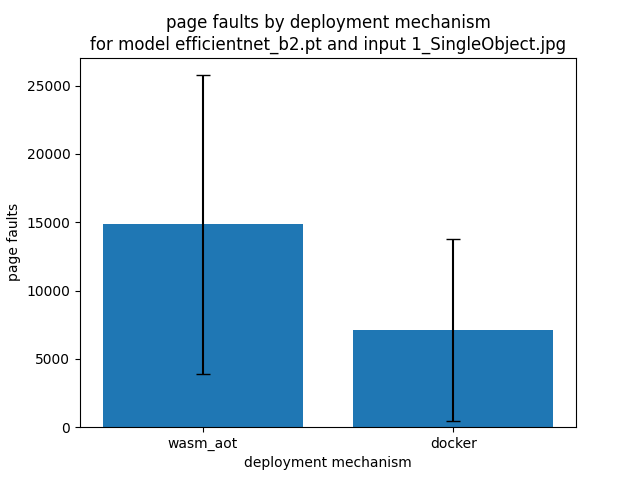 page faults by deployment mechanism
for model efficientnet_b2.pt and input 1_SingleObject.jpg
25000
20000
15000
10000
5000
0
page faults
wasm_aot docker
deployment mechanism